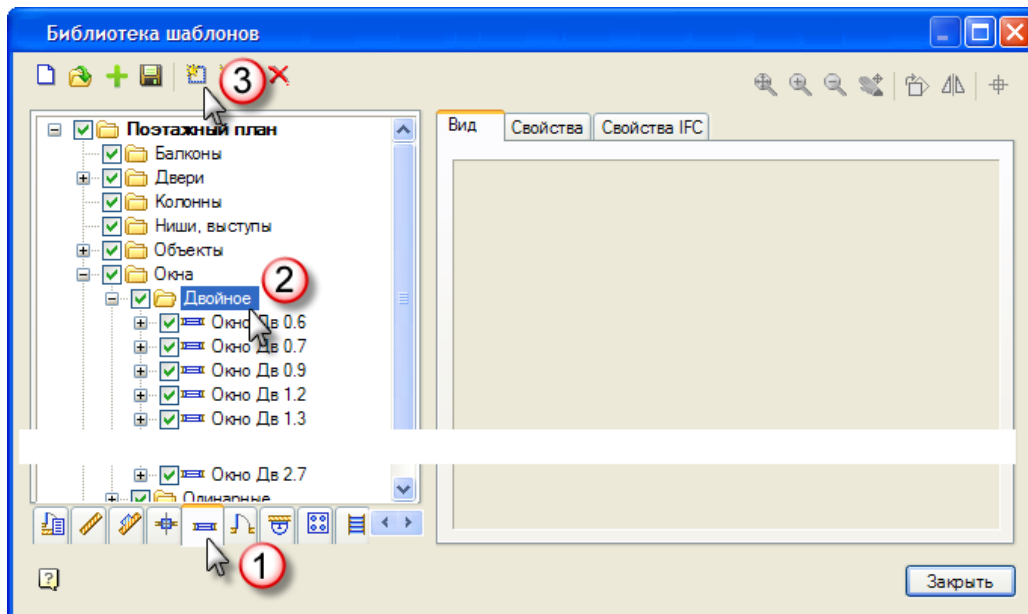 Библиотека шаблонов
3
Поэтажный план
Балконы
Двери
Колонны
Ниши, выступы
Объекты
Окна
2
Двойное
Окно Дв 0.6
Окно Дв 0.7
Окно Дв 0.9
Окно Дв 1.2
Окно Дв 1.3
Окно Дв 2.7
Одинарные
1
Вид
Свойства
Свойства IFC
?
Закрыть